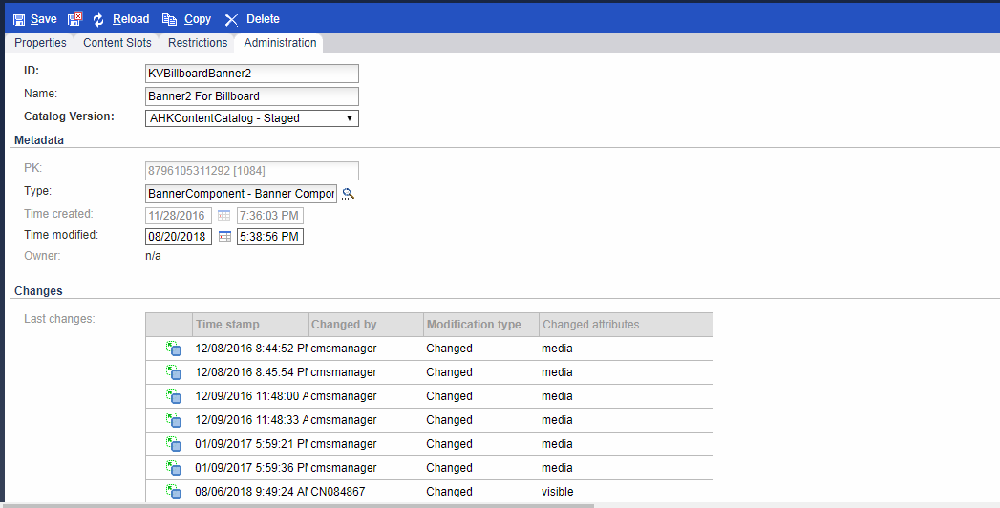 Save Reload Copy Delete
Properties Content Slots Restrictions Administration
ID: KVBillboardBanner2
Name: Banner2 For Billboard
Catalog Version: AHKContentCatalog - Staged
Metadata
PK: 8796105311292 [1084]
Type: BannerComponent - Banner Compor
Time created: 11/28/2016 7:36:03 PM
Time modified: 08/20/2018 5:38:56 PM
Owner: n/a
Changes
Last changes:
Time stamp Changed by Modification type Changed attributes
12/08/2016 8:44:52 PM cmsmanager Changed media
12/08/2016 8:45:54 PM cmsmanager Changed media
12/09/2016 11:48:00 A cmsmanager Changed media
12/09/2016 11:48:33 A cmsmanager Changed media
01/09/2017 5:59:21 PM cmsmanager Changed media
01/09/2017 5:59:36 PM cmsmanager Changed media
08/06/2018 9:49:24 AM CN084867 Changed visible